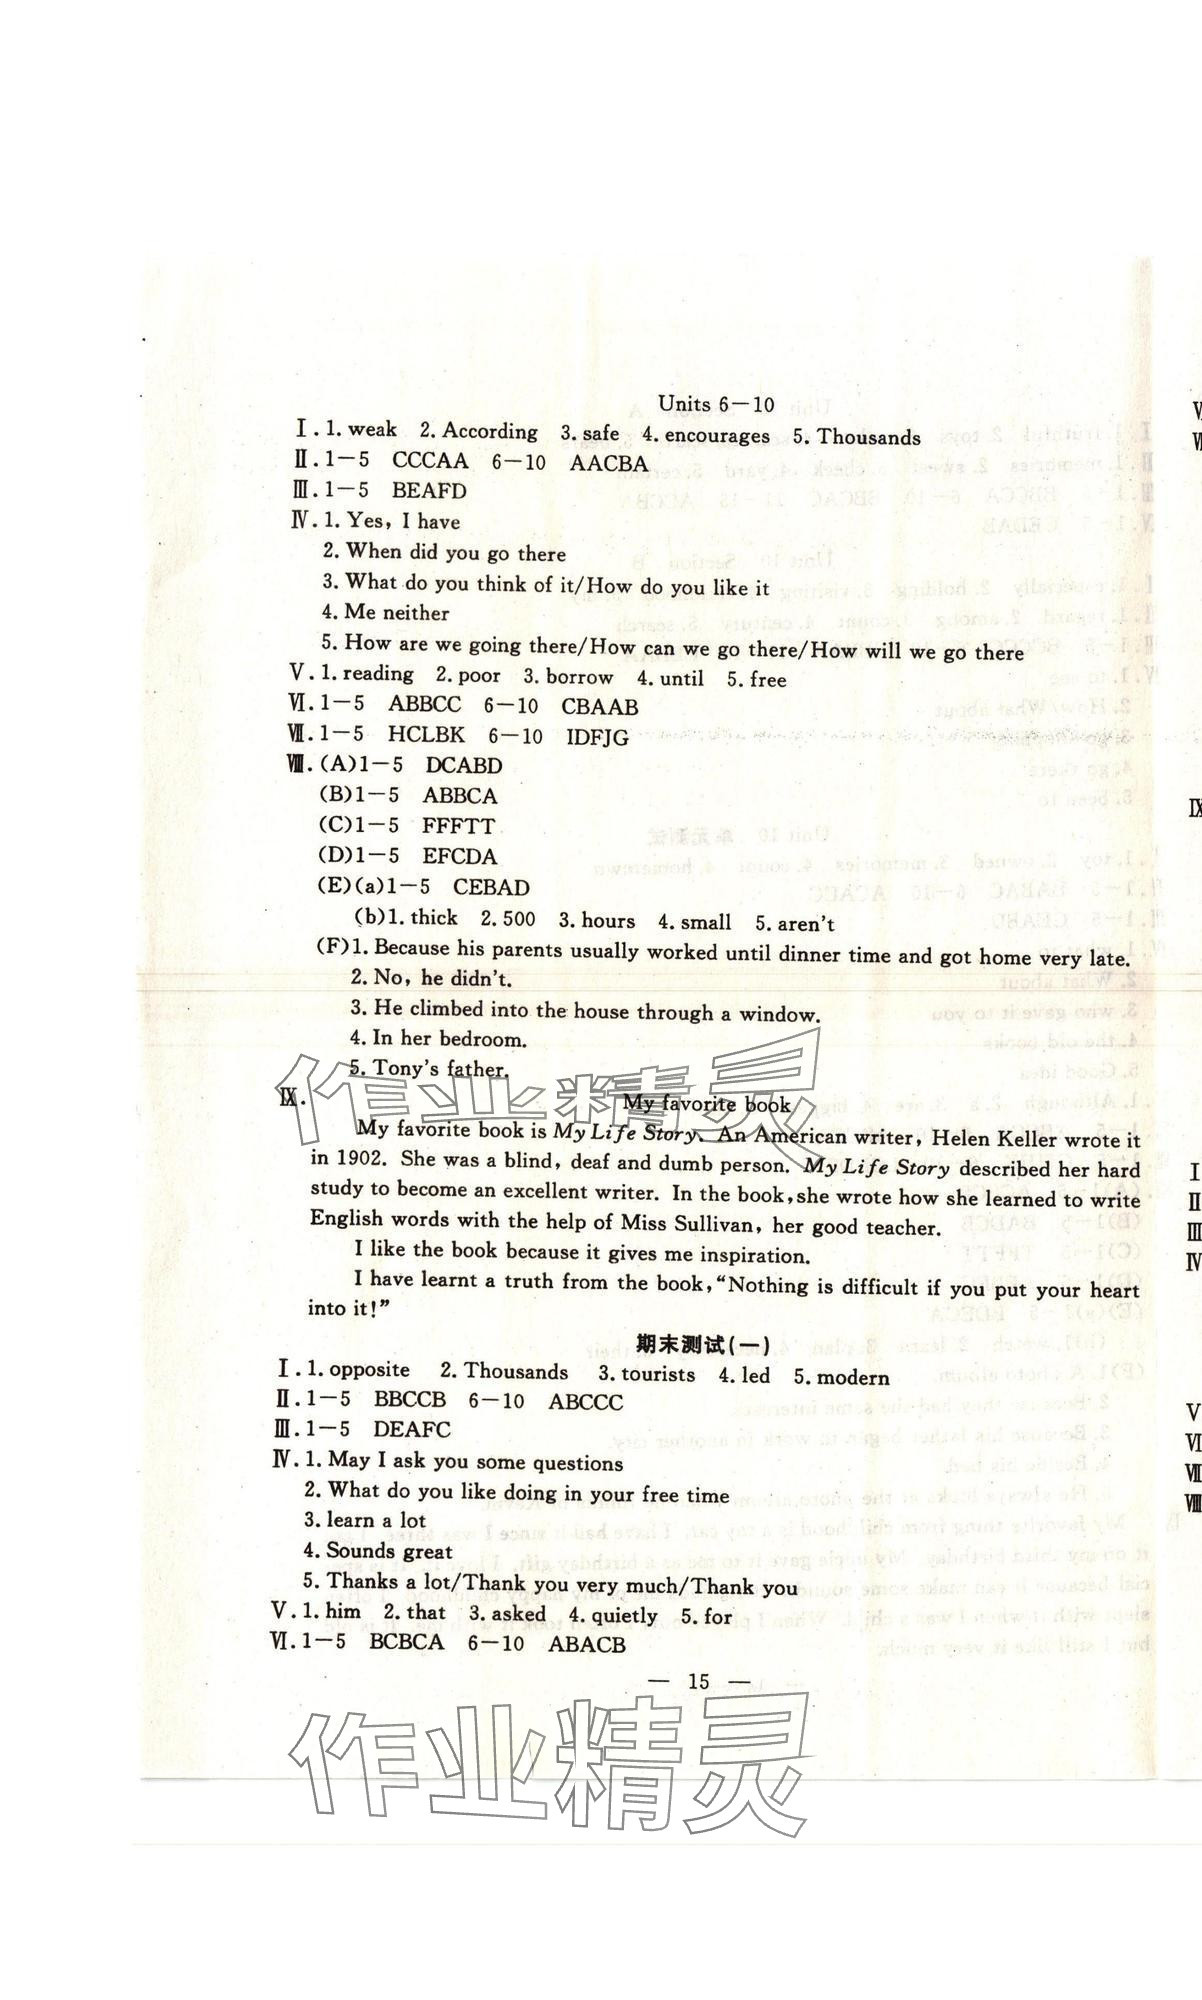 Units 6－10
Ⅰ. 1. weak 2. According 3. safe 4. encourages 5. Thousands
Ⅱ. 1－5 CCCAA 6－10 AACBA
Ⅲ. 1－5 BEAFD
Ⅳ. 1. Yes, I have
2. When did you go there
3. What do you think of it/How do you like it
4. Me neither
5. How are we going there/How can we go there/How will we go there
Ⅴ. 1. reading 2. poor 3. borrow 4. until 5. free
Ⅵ. 1－5 ABBCC 6－10 CBAAB
Ⅶ. 1－5 HCLBK 6－10 IDFJG
Ⅷ. (A)1－5 DCABD
(B)1－5 ABBCA
(C)1－5 FFFTT
(D)1－5 EFCDA
(E)(a)1－5 CEBAD
(b)1. thick 2. 500 3. hours 4. small 5. aren't
(F)1. Because his parents usually worked until dinner time and got home very late.
2. No, he didn't.
3. He climbed into the house through a window.
4. In her bedroom.
5. Tony's father.
Ⅸ. My favorite book
My favorite book is My Life Story. An American writer, Helen Keller wrote it
in 1902. She was a blind, deaf and dumb person. My Life Story described her hard
study to become an excellent writer. In the book, she wrote how she learned to write
English words with the help of Miss Sullivan, her good teacher.
I like the book because it gives me inspiration.
I have learnt a truth from the book, “Nothing is difficult if you put your heart
into it!”
期末测试(一)
Ⅰ. 1. opposite 2. Thousands 3. tourists 4. led 5. modern
Ⅱ. 1－5 BBCCB 6－10 ABCCC
Ⅲ. 1－5 DEAFC
Ⅳ. 1. May I ask you some questions
2. What do you like doing in your free time
3. learn a lot
4. Sounds great
5. Thanks a lot/Thank you very much/Thank you
Ⅴ. 1. him 2. that 3. asked 4. quietly 5. for
Ⅵ. 1－5 BCBCA 6－10 ABACB
— 15 —
作业精灵
作业精灵